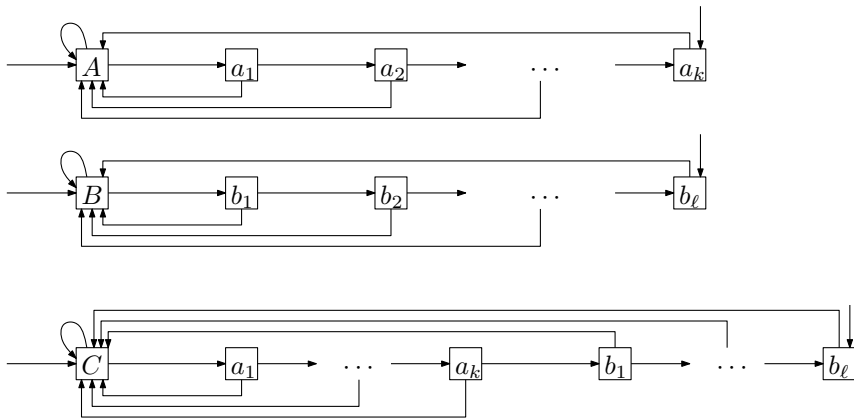 A a₁ a₂ ... aₖ
B b₁ b₂ ... bₗ
C a₁ ... aₖ b₁ ... bₗ